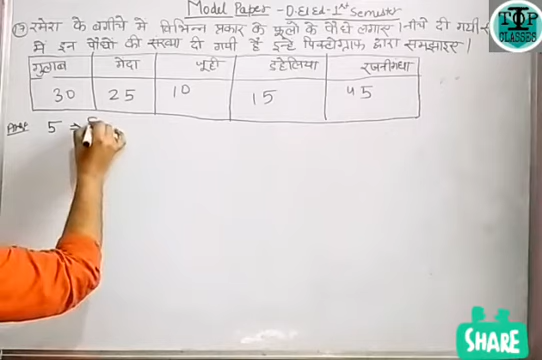 Model Paper - D.El.Ed - 1st Semester
रमेश के बगीचे में विभिन्न प्रकार के फूलों के पौधे लगाए । नीचे दी गयी
में इन पौधों की संख्या दी गयी है इन्हे पिक्टोग्राफ द्वारा समझाइए ।
गुलाब गेंदा जूही डहेलिया रजनीगंधा
30 25 10 15 45
5 =
TOP
CLASSES
SHARE